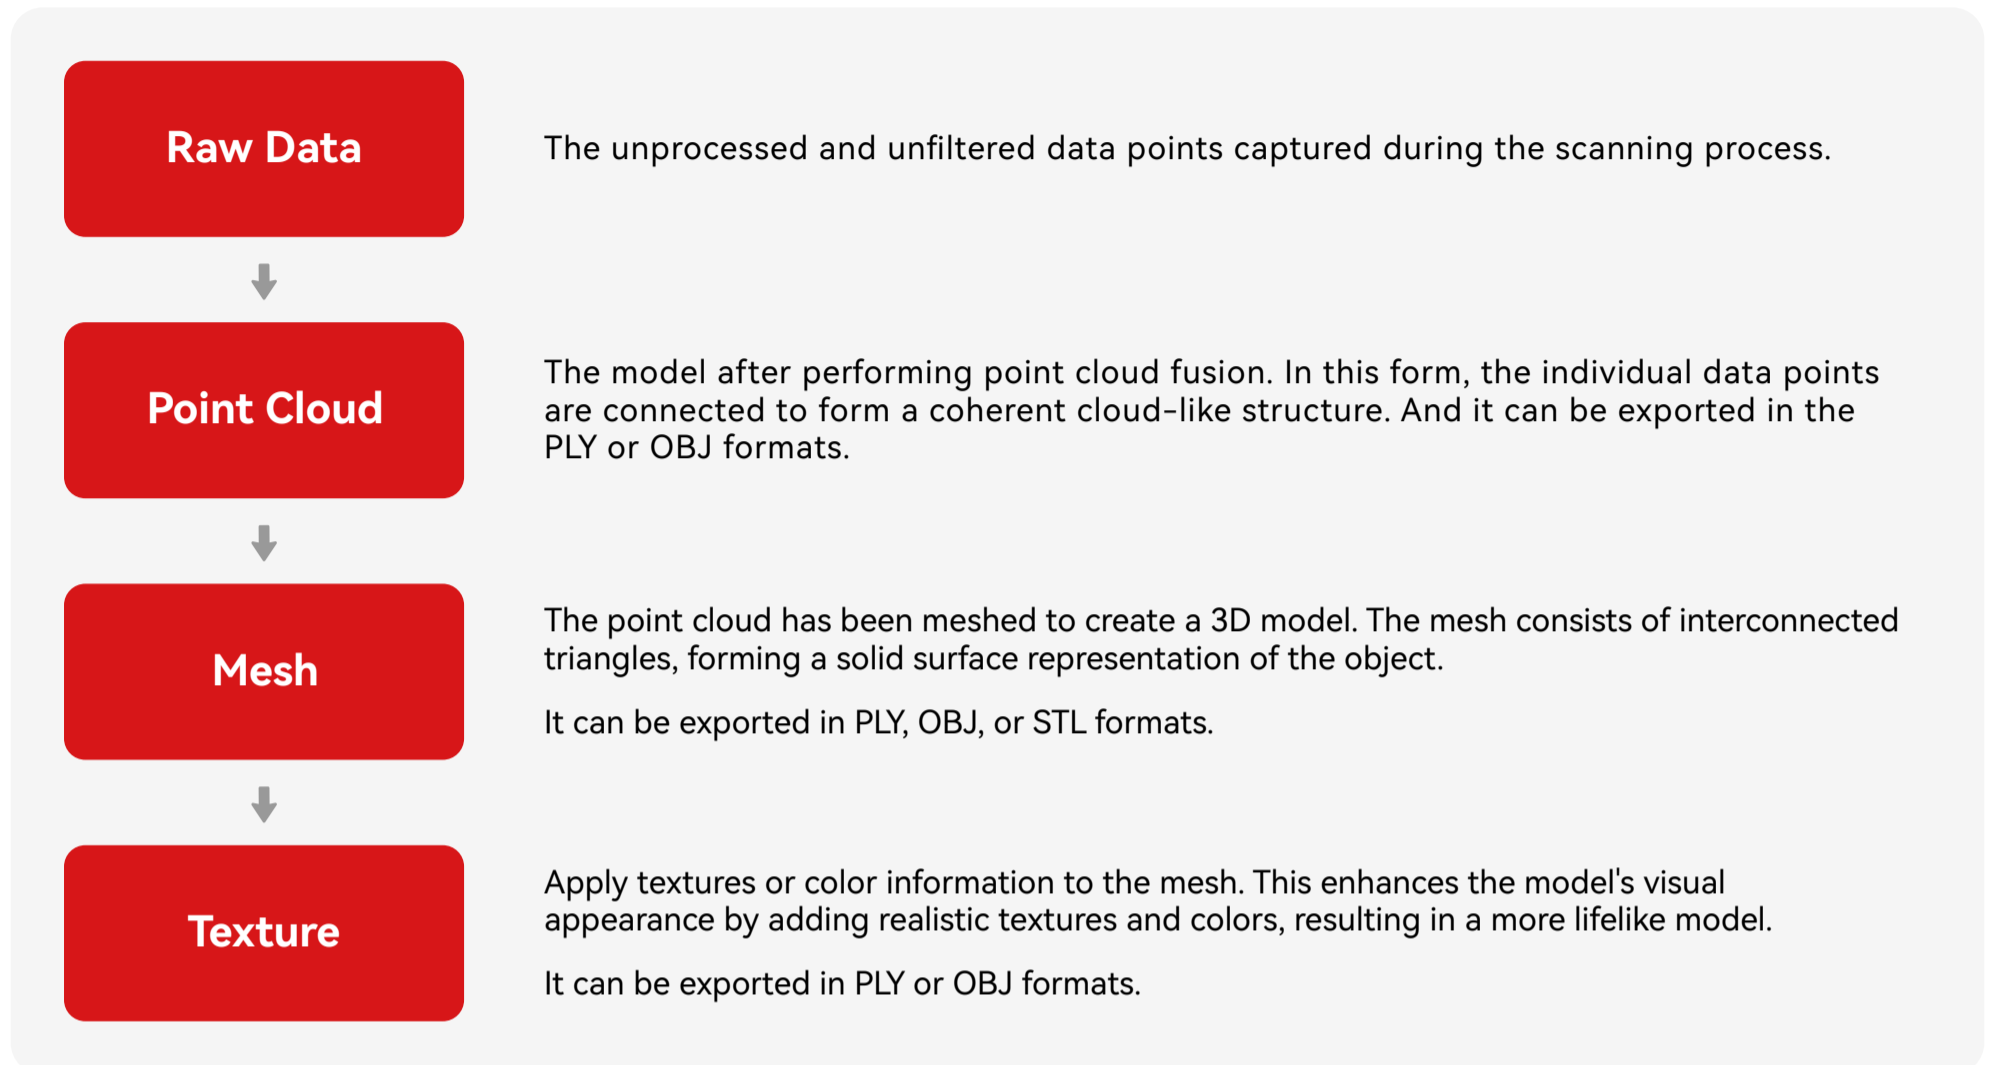 Raw Data
The unprocessed and unfiltered data points captured during the scanning process.
Point Cloud
The model after performing point cloud fusion. In this form, the individual data points
are connected to form a coherent cloud-like structure. And it can be exported in the
PLY or OBJ formats.
Mesh
The point cloud has been meshed to create a 3D model. The mesh consists of interconnected
triangles, forming a solid surface representation of the object.
It can be exported in PLY, OBJ, or STL formats.
Texture
Apply textures or color information to the mesh. This enhances the model's visual
appearance by adding realistic textures and colors, resulting in a more lifelike model.
It can be exported in PLY or OBJ formats.